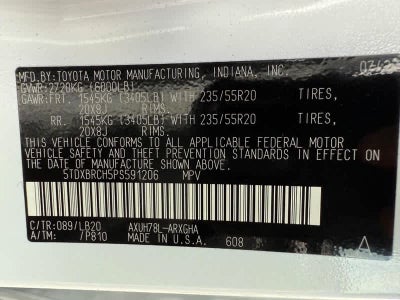 MFD.BY:TOYOTA MOTOR MANUFACTURING, INDIANA, INC.
GVWR:2720KG (6000LB)
GAWR:FRT. 1545KG (3405LB) WITH 235/55R20 TIRES,
20X8J RIMS.
RR. 1545KG (3405LB) WITH 235/55R20 TIRES,
20X8J RIMS.
THIS VEHICLE CONFORMS TO ALL APPLICABLE FEDERAL MOTOR
VEHICLE SAFETY AND THEFT PREVENTION STANDARDS IN EFFECT
ON THE DATE OF MANUFACTURE SHOWN ABOVE.
5TDXBRCH5PS591206 MPV
C/TR:089/LB20 AXUH78L-ARXGHA
A/TM: /P810 MADE IN U.S.A. 608 A